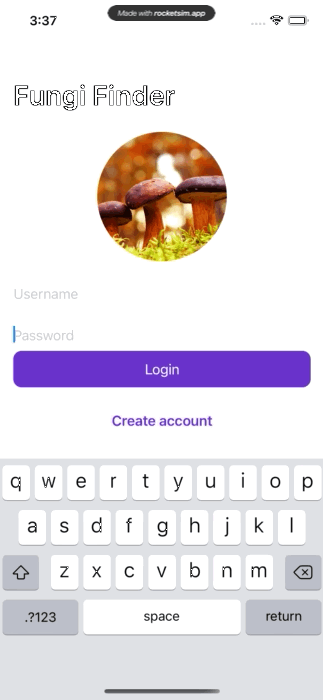 3:37
Made with rocketsim.app
Fungi Finder
Username
Password
Login
Create account
q w e r t y u i o p
a s d f g h j k l
z x c v b n m
.?123 space return